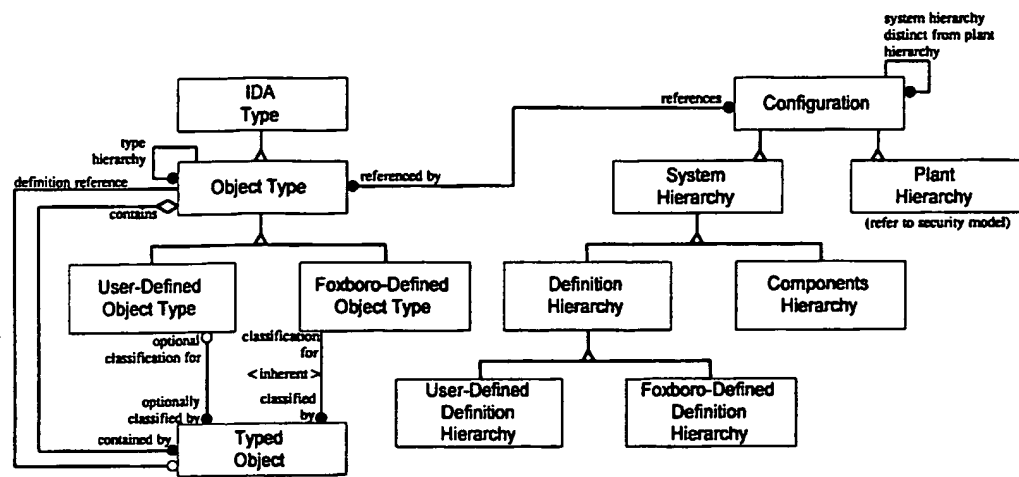 system hierarchy
distinct from plant
hierarchy
IDA
Type
references
Configuration
type
hierarchy
Object Type
referenced by
System
Hierarchy
Plant
Hierarchy
(refer to security model)
definition reference
contains
User-Defined
Object Type
Foxboro-Defined
Object Type
Definition
Hierarchy
Components
Hierarchy
optional
classification for
classification
for
< inherent >
optionally
classified by
classified
by
User-Defined
Definition
Hierarchy
Foxboro-Defined
Definition
Hierarchy
contained by
Typed
Object